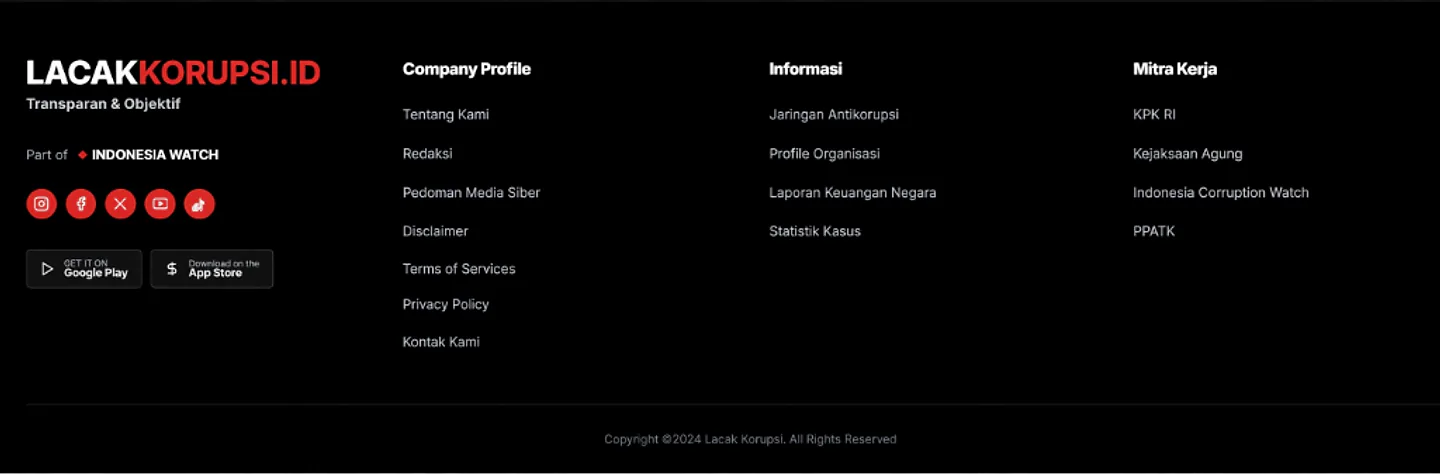 LACAKKORUPSI.ID
Transparan & Objektif
Part of INDONESIA WATCH
GET IT ON
Google Play
Download on the
App Store
Company Profile
Tentang Kami
Redaksi
Pedoman Media Siber
Disclaimer
Terms of Services
Privacy Policy
Kontak Kami
Informasi
Jaringan Antikorupsi
Profile Organisasi
Laporan Keuangan Negara
Statistik Kasus
Mitra Kerja
KPK RI
Kejaksaan Agung
Indonesia Corruption Watch
PPATK
Copyright ©2024 Lacak Korupsi. All Rights Reserved